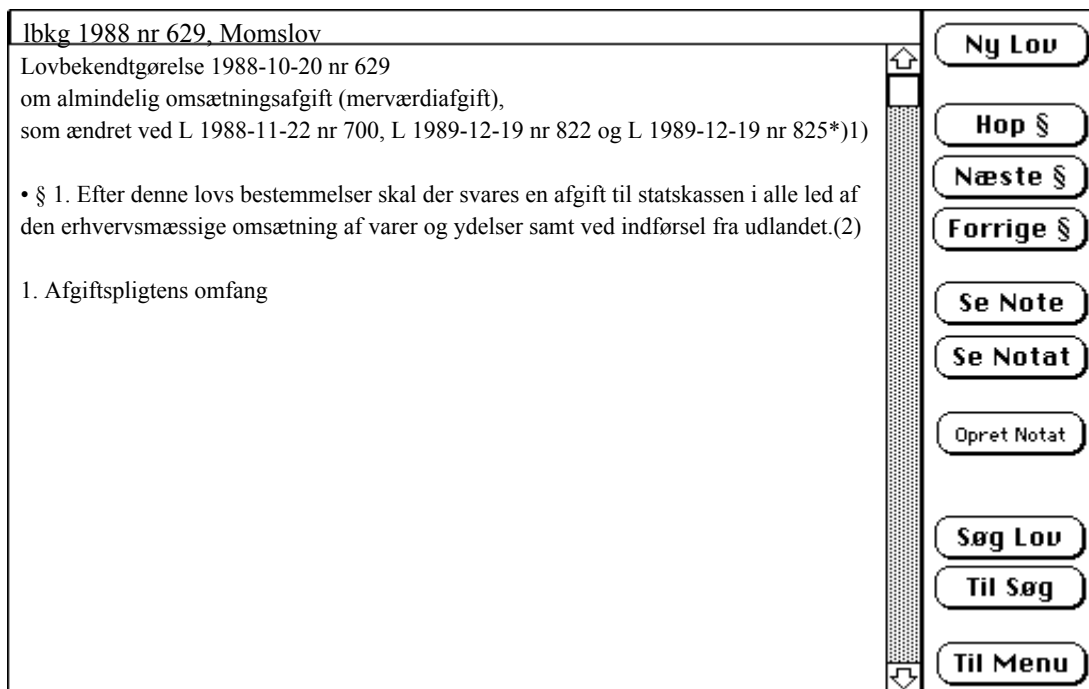 lbkg 1988 nr 629, Momslov
Lovbekendtgørelse 1988-10-20 nr 629
om almindelig omsætningsafgift (merværdiafgift),
som ændret ved L 1988-11-22 nr 700, L 1989-12-19 nr 822 og L 1989-12-19 nr 825*)1)
• § 1. Efter denne lovs bestemmelser skal der svares en afgift til statskassen i alle led af
den erhvervsmæssige omsætning af varer og ydelser samt ved indførsel fra udlandet.(2)
1. Afgiftspligtens omfang
Ny Lov
Hop §
Næste §
Forrige §
Se Note
Se Notat
Opret Notat
Søg Lov
Til Søg
Til Menu